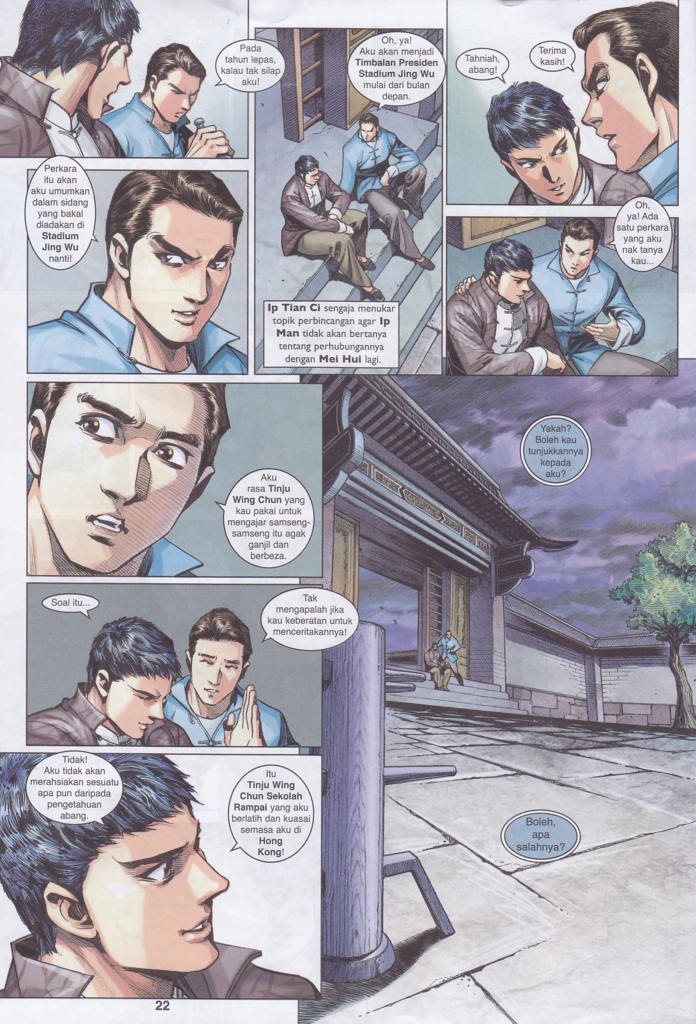 Pada
tahun lepas,
kalau tak silap
aku!
Oh, ya!
Aku akan menjadi
Timbalan Presiden
Stadium Jing Wu
mulai dari bulan
depan.
Tahniah,
abang!
Terima
kasih!
Perkara
itu akan
aku umumkan
dalam sidang
yang bakal
diadakan di
Stadium
Jing Wu
nanti!
Ip Tian Ci sengaja menukar
topik perbincangan agar Ip
Man tidak akan bertanya
tentang perhubungannya
dengan Mei Hui lagi.
Oh,
ya! Ada
satu perkara
yang aku
nak tanya
kau...
Aku
rasa Tinju
Wing Chun yang
kau pakai untuk
mengajar samseng-
samseng itu agak
ganjil dan
berbeza.
Yakah?
Boleh kau
tunjukkannya
kepada
aku?
Soal itu...
Tak
mengapalah jika
kau keberatan untuk
menceritakannya!
Tidak!
Aku tidak akan
merahsiakan sesuatu
apa pun daripada
pengetahuan
abang.
Itu
Tinju Wing
Chun Sekolah
Rampai yang aku
berlatih dan kuasai
semasa aku di
Hong
Kong!
Boleh,
apa
salahnya?
22